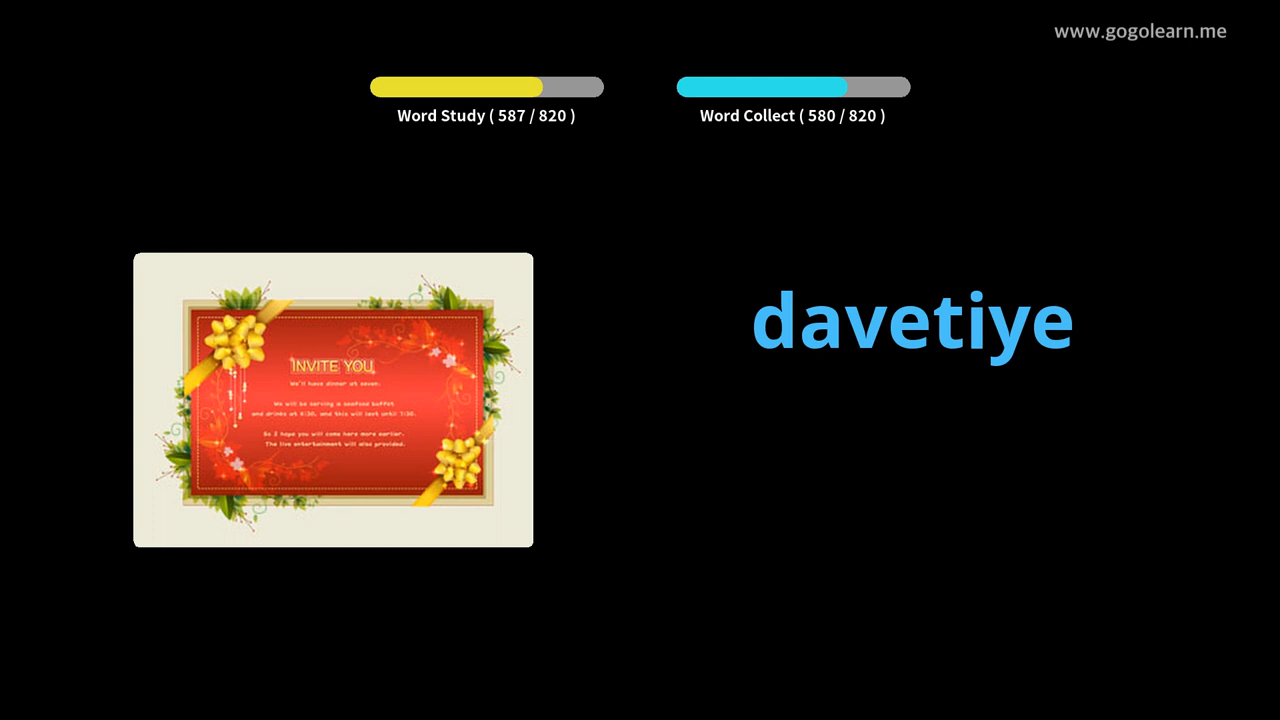 www.gogolearn.me
Word Study ( 587 / 820 )
Word Collect ( 580 / 820 )
davetiye
INVITE YOU
We'll have dinner at seven.
We will be serving a seafood buffet
and drinks at 6:30, and this will last until 7:30.
So I hope you will come here more earlier.
The live entertainment will also provided.